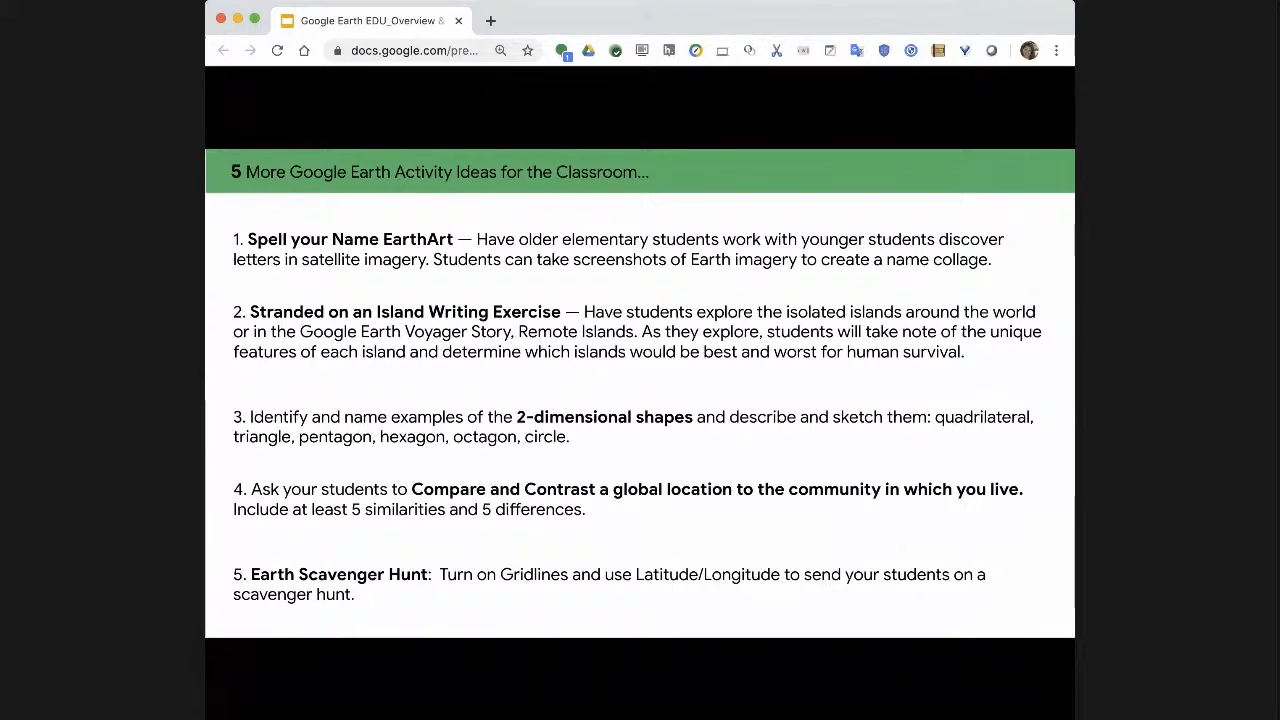 Google Earth EDU_Overview &
docs.google.com/pre...
1
5 More Google Earth Activity Ideas for the Classroom...
1. Spell your Name EarthArt — Have older elementary students work with younger students discover
letters in satellite imagery. Students can take screenshots of Earth imagery to create a name collage.
2. Stranded on an Island Writing Exercise — Have students explore the isolated islands around the world
or in the Google Earth Voyager Story, Remote Islands. As they explore, students will take note of the unique
features of each island and determine which islands would be best and worst for human survival.
3. Identify and name examples of the 2-dimensional shapes and describe and sketch them: quadrilateral,
triangle, pentagon, hexagon, octagon, circle.
4. Ask your students to Compare and Contrast a global location to the community in which you live.
Include at least 5 similarities and 5 differences.
5. Earth Scavenger Hunt: Turn on Gridlines and use Latitude/Longitude to send your students on a
scavenger hunt.